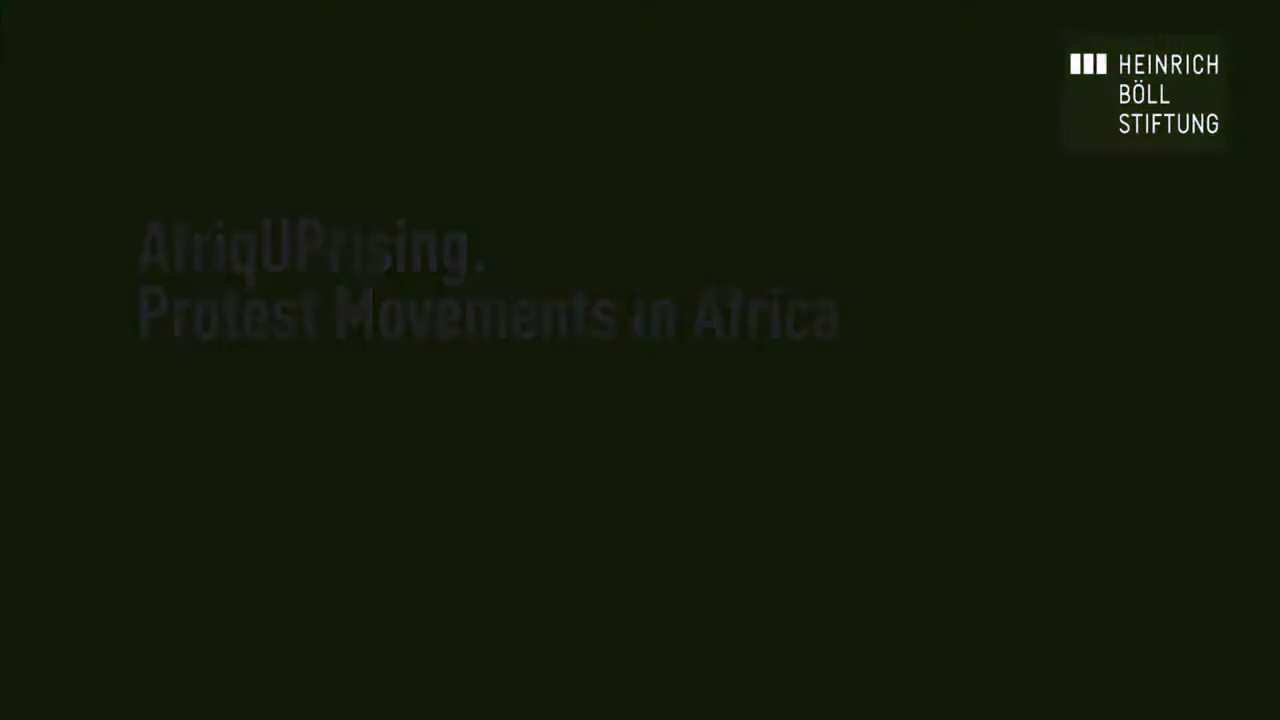 HEINRICH
BÖLL
STIFTUNG
AfriqUPrising.
Protest Movements in Africa